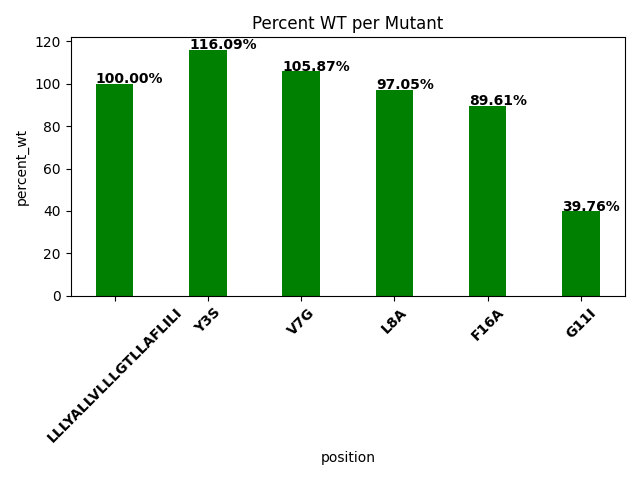 Percent WT per Mutant
percent_wt
120
100
80
60
40
20
0
100.00%
116.09%
105.87%
97.05%
89.61%
39.76%
LLLYALLVLLLGTLLAFLILI
Y3S
V7G
L8A
F16A
G11I
position